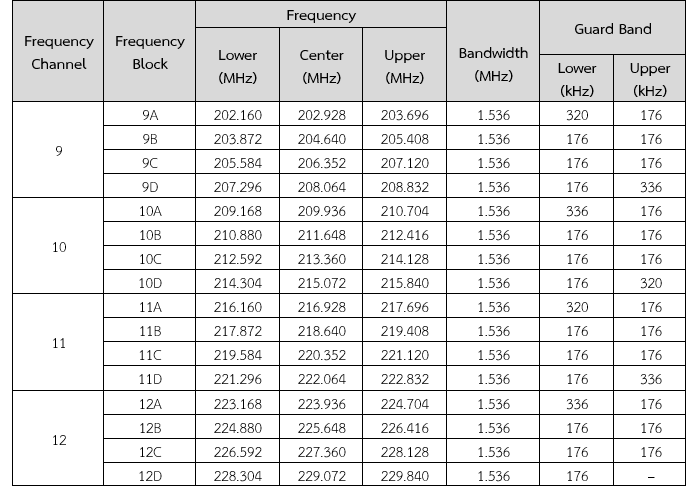 Frequency Channel Frequency Block Frequency Bandwidth (MHz) Guard Band
Lower (MHz) Center (MHz) Upper (MHz) Lower (kHz) Upper (kHz)
9 9A 202.160 202.928 203.696 1.536 320 176
9B 203.872 204.640 205.408 1.536 176 176
9C 205.584 206.352 207.120 1.536 176 176
9D 207.296 208.064 208.832 1.536 176 336
10 10A 209.168 209.936 210.704 1.536 336 176
10B 210.880 211.648 212.416 1.536 176 176
10C 212.592 213.360 214.128 1.536 176 176
10D 214.304 215.072 215.840 1.536 176 320
11 11A 216.160 216.928 217.696 1.536 320 176
11B 217.872 218.640 219.408 1.536 176 176
11C 219.584 220.352 221.120 1.536 176 176
11D 221.296 222.064 222.832 1.536 176 336
12 12A 223.168 223.936 224.704 1.536 336 176
12B 224.880 225.648 226.416 1.536 176 176
12C 226.592 227.360 228.128 1.536 176 176
12D 228.304 229.072 229.840 1.536 176 –